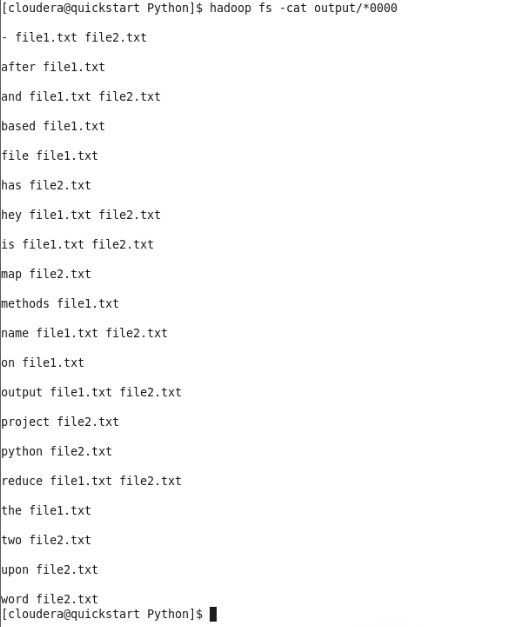 [cloudera@quickstart Python]$ hadoop fs -cat output/*0000
- file1.txt file2.txt
after file1.txt
and file1.txt file2.txt
based file1.txt
file file1.txt
has file2.txt
hey file1.txt file2.txt
is file1.txt file2.txt
map file2.txt
methods file1.txt
name file1.txt file2.txt
on file1.txt
output file1.txt file2.txt
project file2.txt
python file2.txt
reduce file1.txt file2.txt
the file1.txt
two file2.txt
upon file2.txt
word file2.txt
[cloudera@quickstart Python]$